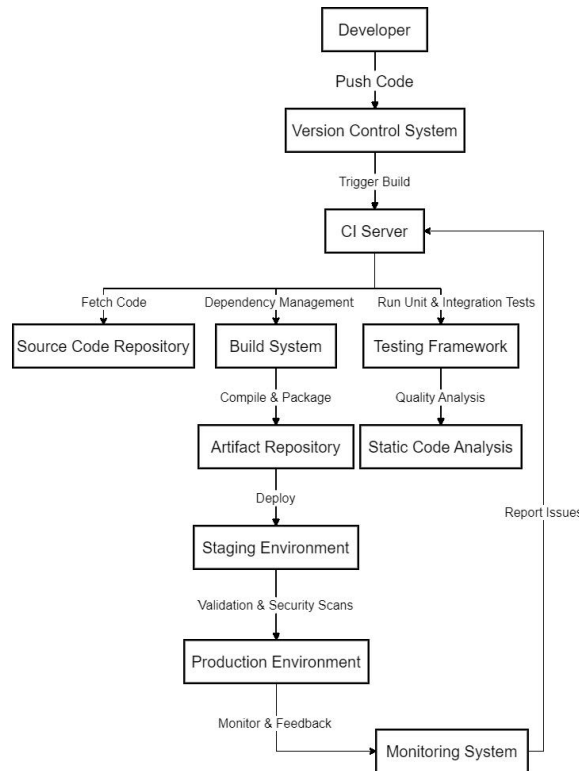 Developer
Push Code
Version Control System
Trigger Build
CI Server
Fetch Code
Dependency Management
Run Unit & Integration Tests
Source Code Repository
Build System
Testing Framework
Compile & Package
Quality Analysis
Artifact Repository
Static Code Analysis
Deploy
Report Issues
Staging Environment
Validation & Security Scans
Production Environment
Monitor & Feedback
Monitoring System